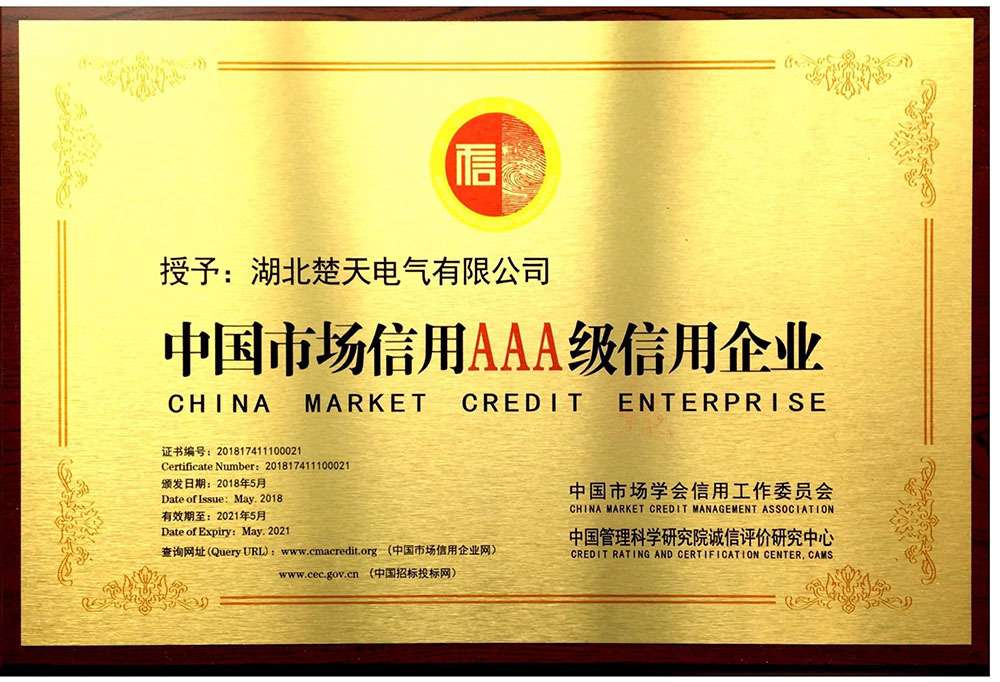 信
授予：湖北楚天电气有限公司
中国市场信用AAA级信用企业
CHINA MARKET CREDIT ENTERPRISE
证书编号：201817411100021
Certificate Number：201817411100021
颁发日期：2018年5月
Date of Issue：May. 2018
有效期至：2021年5月
Date of Expiry：May. 2021
查询网址(Query URL)：www.cmacredit.org （中国市场信用企业网）
www.cec.gov.cn （中国招标投标网）
中国市场学会信用工作委员会
CHINA MARKET CREDIT MANAGEMENT ASSOCIATION
中国管理科学研究院诚信评价研究中心
CREDIT RATING AND CERTIFICATION CENTER, CAMS